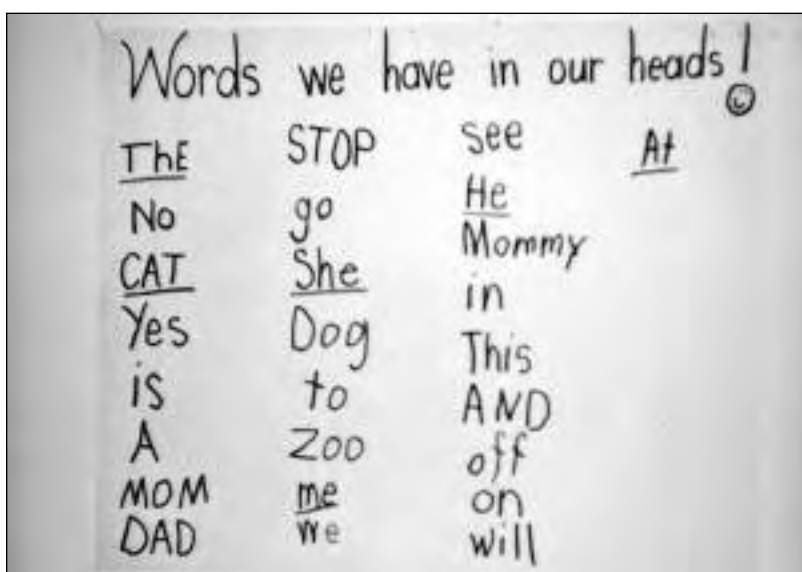 Words we have in our heads!
ThE
No
CAT
Yes
is
A
MOM
DAD
STOP
go
She
Dog
to
Zoo
me
we
see
He
Mommy
in
This
AND
off
on
will
At